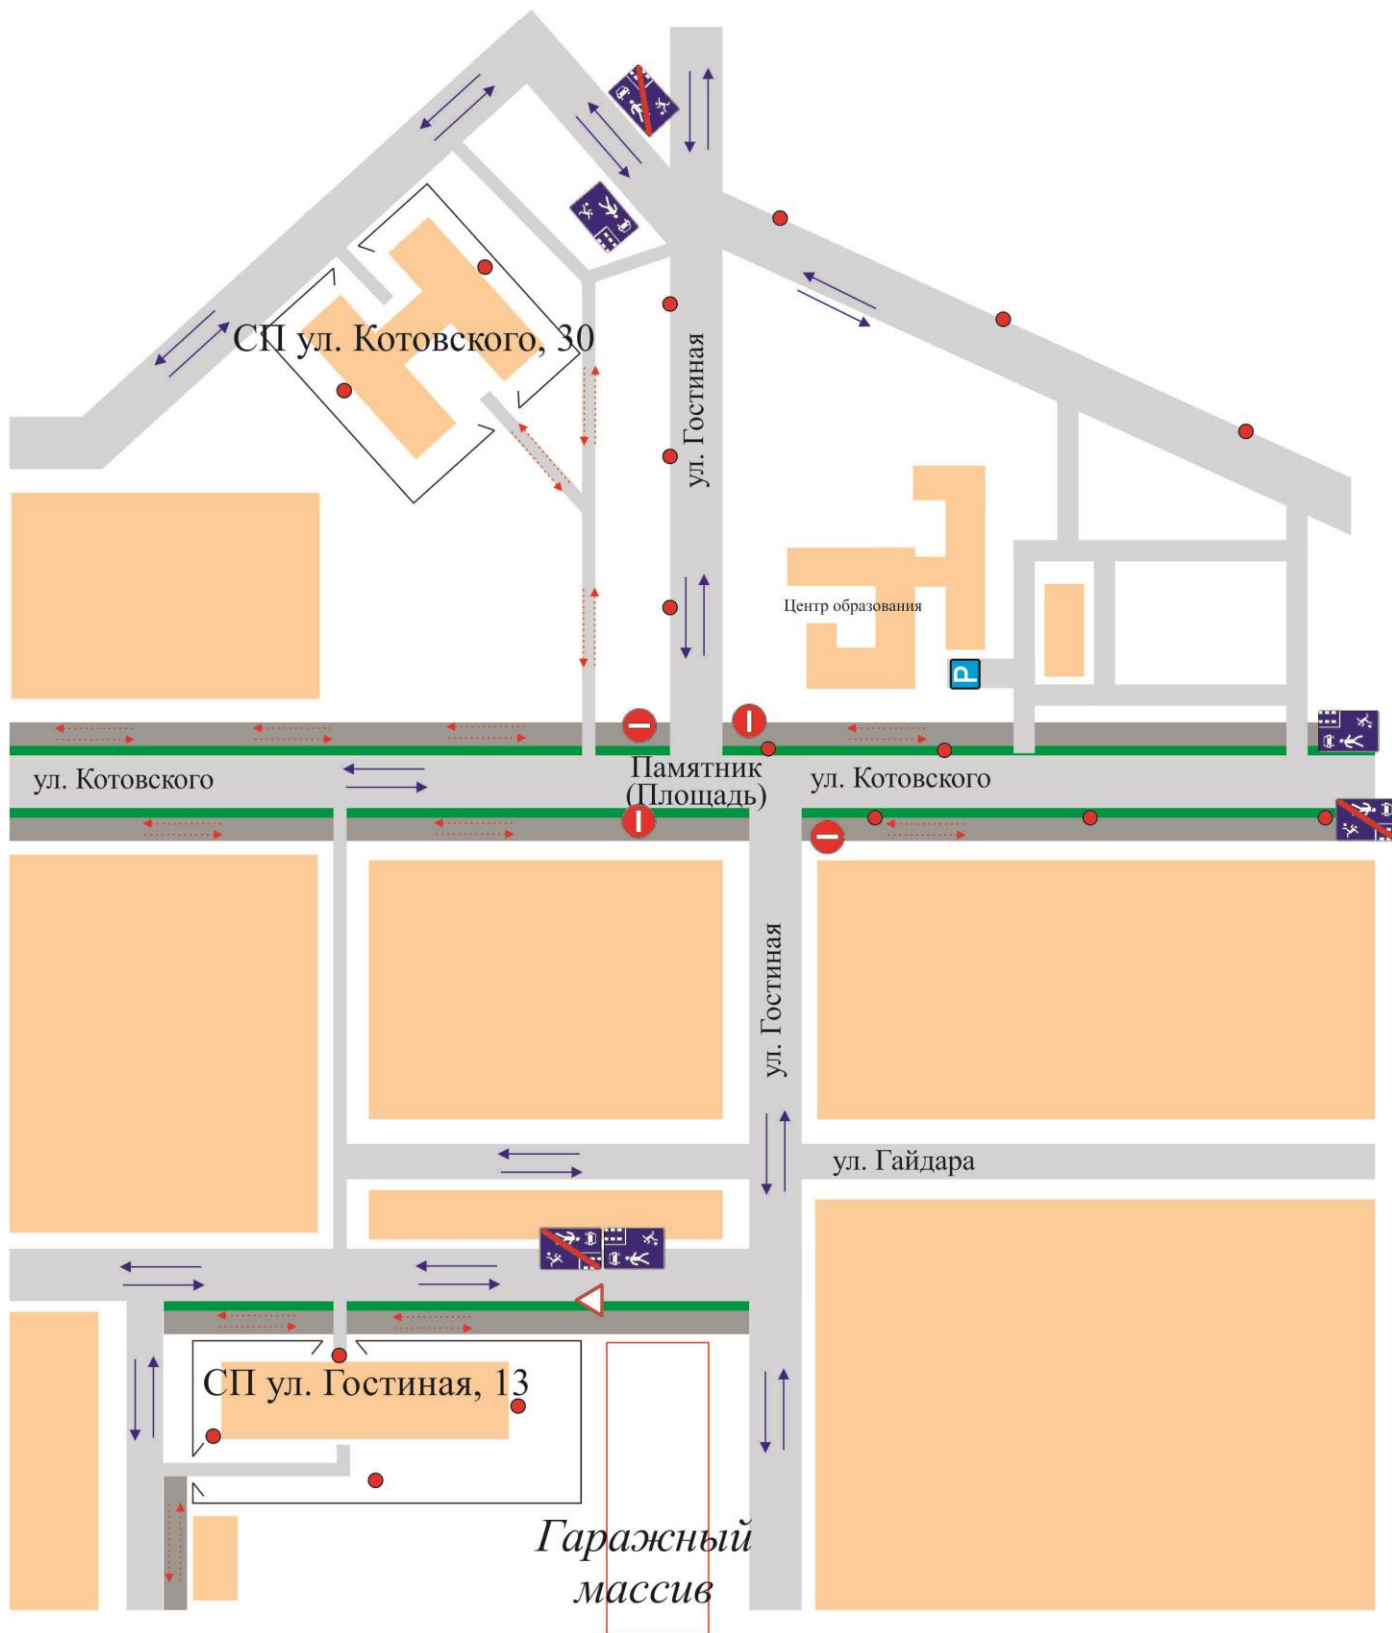 СП ул. Котовского, 30
ул. Гостиная
Центр образования
P
ул. Котовского
Памятник
(Площадь)
ул. Котовского
ул. Гостиная
ул. Гайдара
СП ул. Гостиная, 13
Гаражный
массив